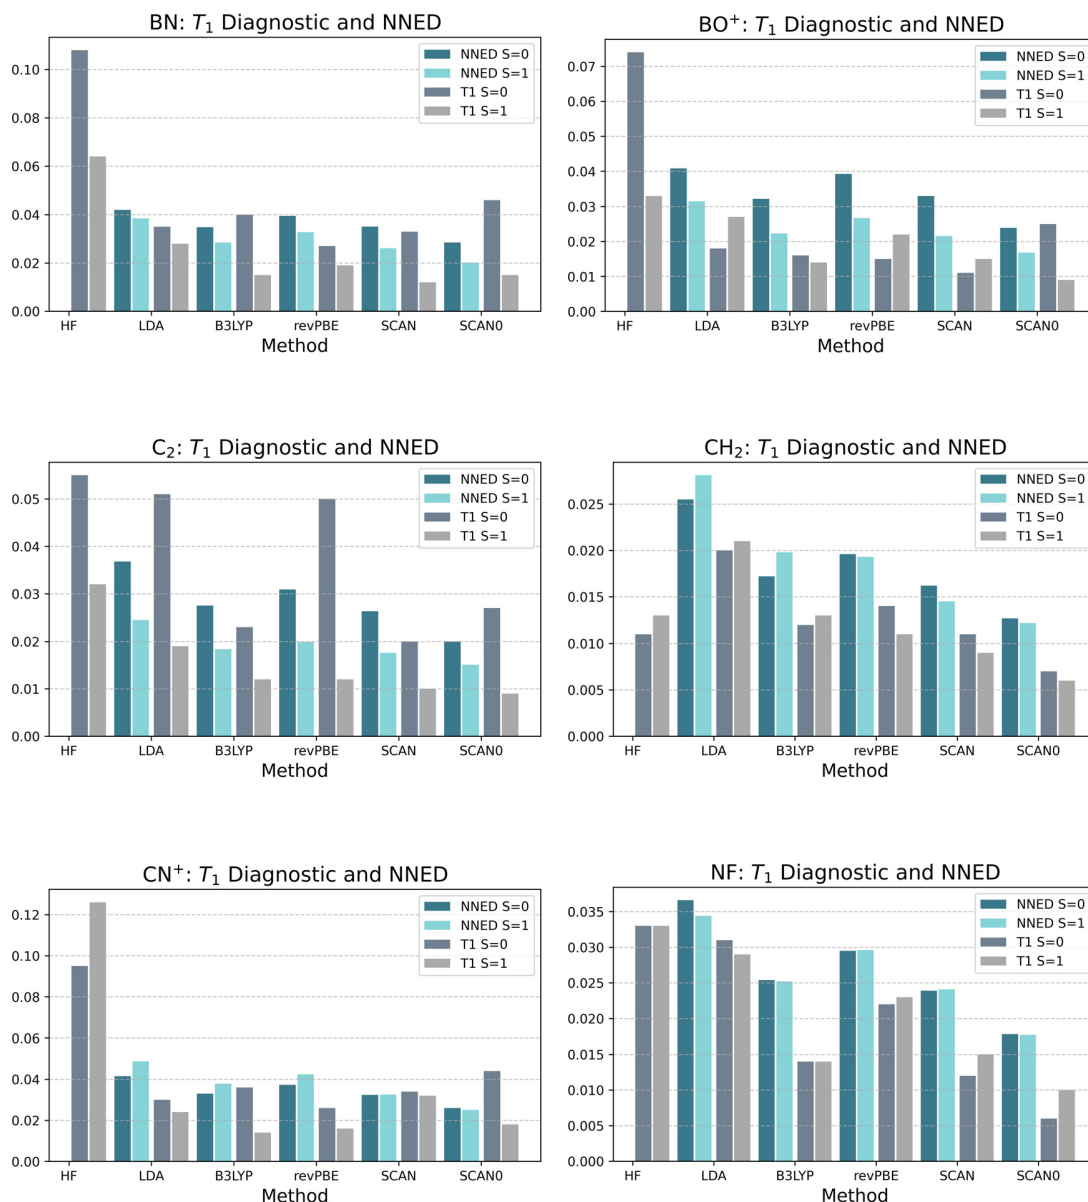 BN: T₁ Diagnostic and NNED
NNED S=0
NNED S=1
T1 S=0
T1 S=1
0.10
0.08
0.06
0.04
0.02
0.00
HF LDA B3LYP revPBE SCAN SCAN0
Method
BO⁺: T₁ Diagnostic and NNED
NNED S=0
NNED S=1
T1 S=0
T1 S=1
0.07
0.06
0.05
0.04
0.03
0.02
0.01
0.00
HF LDA B3LYP revPBE SCAN SCAN0
Method
C₂: T₁ Diagnostic and NNED
NNED S=0
NNED S=1
T1 S=0
T1 S=1
0.05
0.04
0.03
0.02
0.01
0.00
HF LDA B3LYP revPBE SCAN SCAN0
Method
CH₂: T₁ Diagnostic and NNED
NNED S=0
NNED S=1
T1 S=0
T1 S=1
0.025
0.020
0.015
0.010
0.005
0.000
HF LDA B3LYP revPBE SCAN SCAN0
Method
CN⁺: T₁ Diagnostic and NNED
NNED S=0
NNED S=1
T1 S=0
T1 S=1
0.12
0.10
0.08
0.06
0.04
0.02
0.00
HF LDA B3LYP revPBE SCAN SCAN0
Method
NF: T₁ Diagnostic and NNED
NNED S=0
NNED S=1
T1 S=0
T1 S=1
0.035
0.030
0.025
0.020
0.015
0.010
0.005
0.000
HF LDA B3LYP revPBE SCAN SCAN0
Method